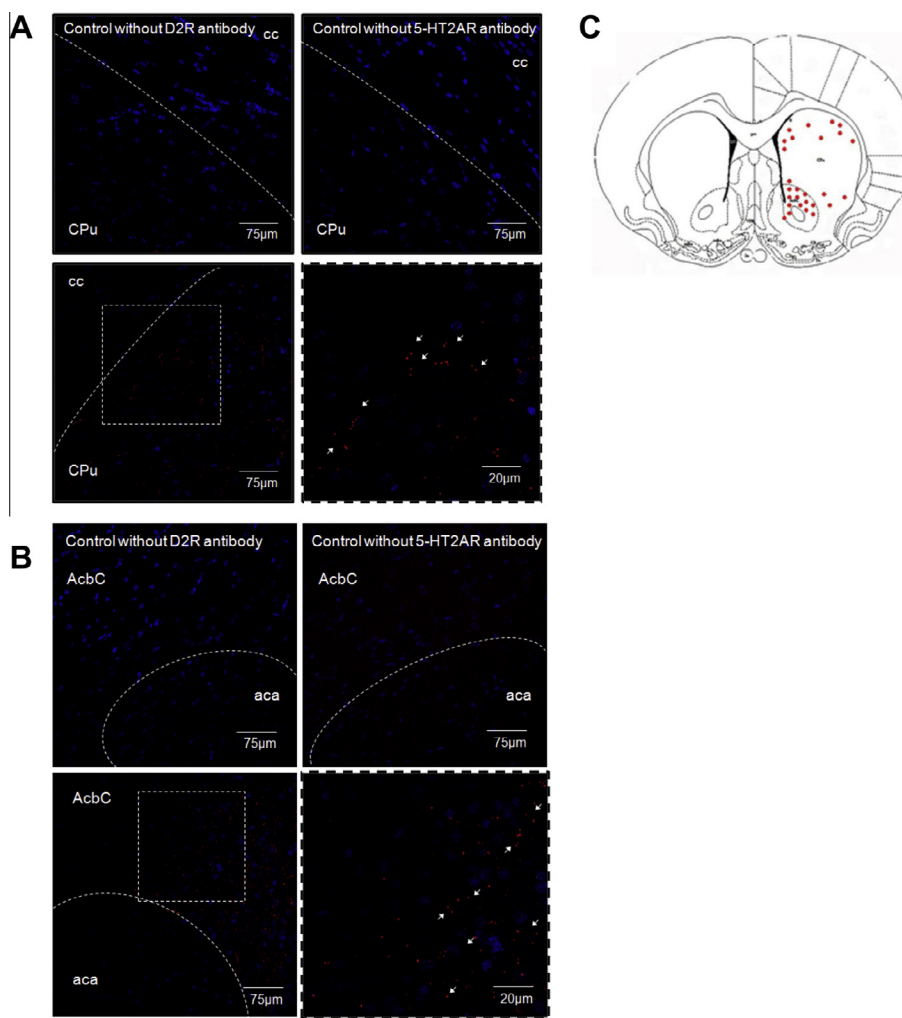 A
Control without D2R antibody
cc
CPu
75µm
Control without 5-HT2AR antibody
cc
CPu
75µm
cc
CPu
75µm
20µm
B
Control without D2R antibody
AcbC
aca
75µm
Control without 5-HT2AR antibody
AcbC
aca
75µm
AcbC
aca
75µm
20µm
C